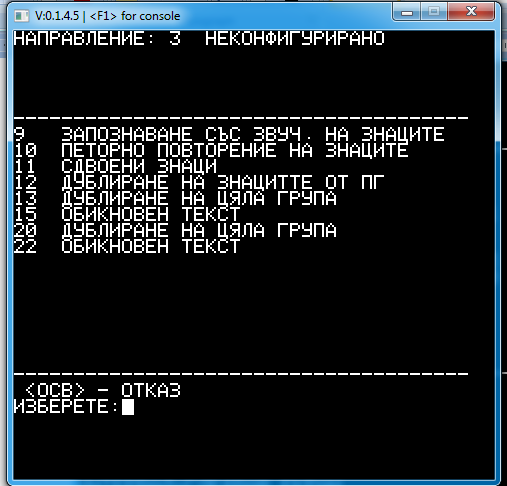 V:0.1.4.5 | <F1> for console
НАПРАВЛЕНИЕ: 3 НЕКОНФИГУРИРАНО
9 ЗАПОЗНАВАНЕ СЪС ЗВУЧ. НА ЗНАЦИТЕ
10 ПЕТОРНО ПОВТОРЕНИЕ НА ЗНАЦИТЕ
11 СДВОЕНИ ЗНАЦИ
12 ДУБЛИРАНЕ НА ЗНАЦИТТЕ ОТ ПГ
13 ДУБЛИРАНЕ НА ЦЯЛА ГРУПА
15 ОБИКНОВЕН ТЕКСТ
20 ДУБЛИРАНЕ НА ЦЯЛА ГРУПА
22 ОБИКНОВЕН ТЕКСТ
<ОСВ> - ОТКАЗ
ИЗБЕРЕТЕ: